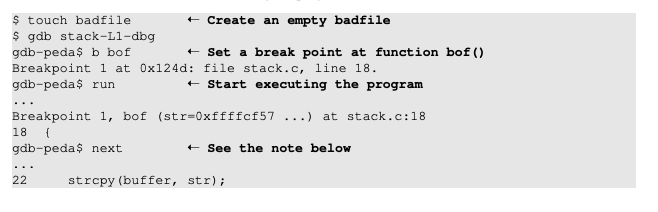 $ touch badfile ← Create an empty badfile
$ gdb stack-L1-dbg
gdb-peda$ b bof ← Set a break point at function bof()
Breakpoint 1 at 0x124d: file stack.c, line 18.
gdb-peda$ run ← Start executing the program
...
Breakpoint 1, bof (str=0xffffcf57 ...) at stack.c:18
18 {
gdb-peda$ next ← See the note below
...
22 strcpy(buffer, str);